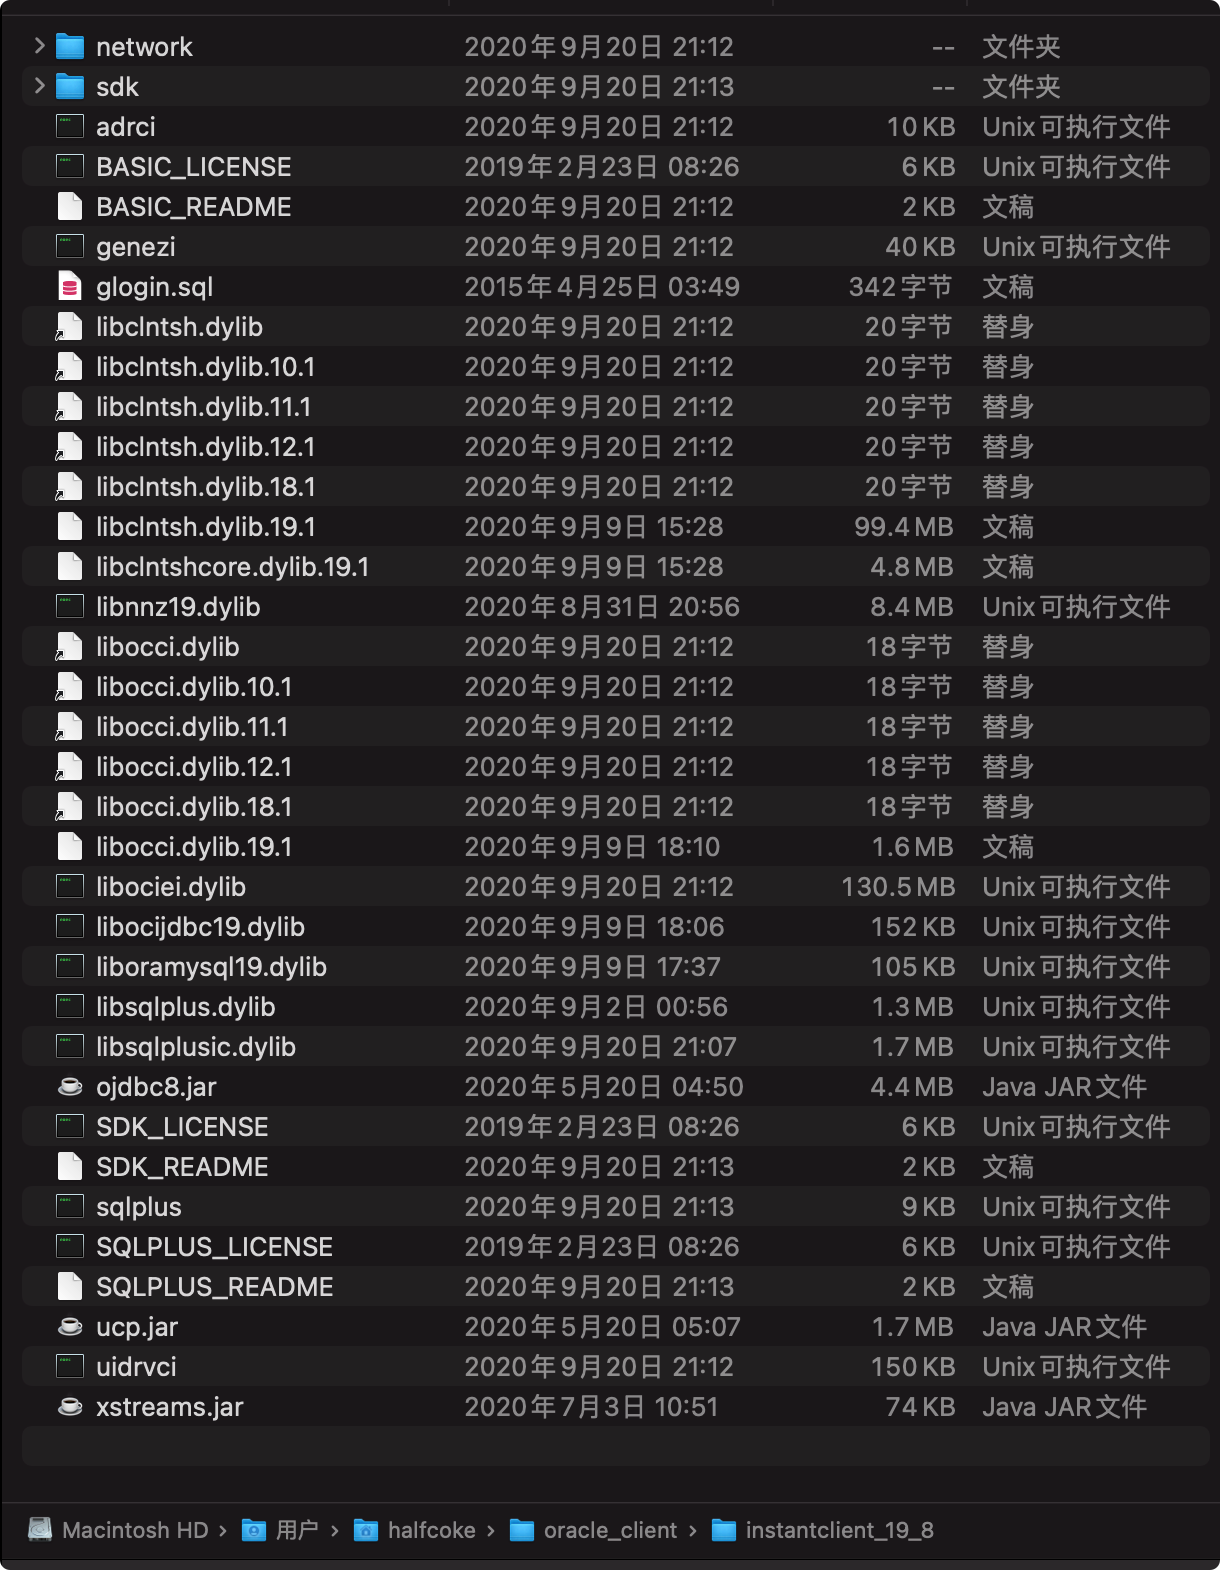 network 2020年9月20日 21:12 -- 文件夹
sdk 2020年9月20日 21:13 -- 文件夹
adrci 2020年9月20日 21:12 10 KB Unix可执行文件
BASIC_LICENSE 2019年2月23日 08:26 6 KB Unix可执行文件
BASIC_README 2020年9月20日 21:12 2 KB 文稿
genezi 2020年9月20日 21:12 40 KB Unix可执行文件
glogin.sql 2015年4月25日 03:49 342字节 文稿
libclntsh.dylib 2020年9月20日 21:12 20字节 替身
libclntsh.dylib.10.1 2020年9月20日 21:12 20字节 替身
libclntsh.dylib.11.1 2020年9月20日 21:12 20字节 替身
libclntsh.dylib.12.1 2020年9月20日 21:12 20字节 替身
libclntsh.dylib.18.1 2020年9月20日 21:12 20字节 替身
libclntsh.dylib.19.1 2020年9月9日 15:28 99.4 MB 文稿
libclntshcore.dylib.19.1 2020年9月9日 15:28 4.8 MB 文稿
libnnz19.dylib 2020年8月31日 20:56 8.4 MB Unix可执行文件
libocci.dylib 2020年9月20日 21:12 18字节 替身
libocci.dylib.10.1 2020年9月20日 21:12 18字节 替身
libocci.dylib.11.1 2020年9月20日 21:12 18字节 替身
libocci.dylib.12.1 2020年9月20日 21:12 18字节 替身
libocci.dylib.18.1 2020年9月20日 21:12 18字节 替身
libocci.dylib.19.1 2020年9月9日 18:10 1.6 MB 文稿
libociei.dylib 2020年9月20日 21:12 130.5 MB Unix可执行文件
libocijdbc19.dylib 2020年9月9日 18:06 152 KB Unix可执行文件
liboramysql19.dylib 2020年9月9日 17:37 105 KB Unix可执行文件
libsqlplus.dylib 2020年9月2日 00:56 1.3 MB Unix可执行文件
libsqlplusic.dylib 2020年9月20日 21:07 1.7 MB Unix可执行文件
ojdbc8.jar 2020年5月20日 04:50 4.4 MB Java JAR文件
SDK_LICENSE 2019年2月23日 08:26 6 KB Unix可执行文件
SDK_README 2020年9月20日 21:13 2 KB 文稿
sqlplus 2020年9月20日 21:13 9 KB Unix可执行文件
SQLPLUS_LICENSE 2019年2月23日 08:26 6 KB Unix可执行文件
SQLPLUS_README 2020年9月20日 21:13 2 KB 文稿
ucp.jar 2020年5月20日 05:07 1.7 MB Java JAR文件
uidrvci 2020年9月20日 21:12 150 KB Unix可执行文件
xstreams.jar 2020年7月3日 10:51 74 KB Java JAR文件
Macintosh HD › 用户 › halfcoke › oracle_client › instantclient_19_8